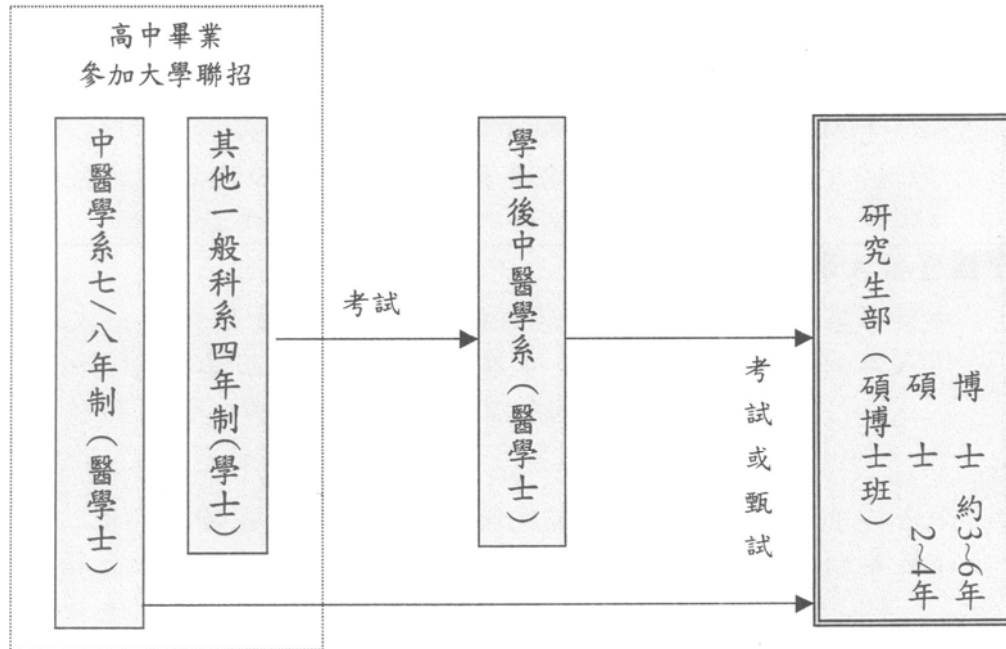 高中畢業
參加大學聯招
中醫學系七／八年制（醫學士）
其他一般科系四年制（學士）
考試
學士後中醫學系（醫學士）
考試或甄試
研究生部（碩博士班）
碩士 2~4年
博士 約3~6年